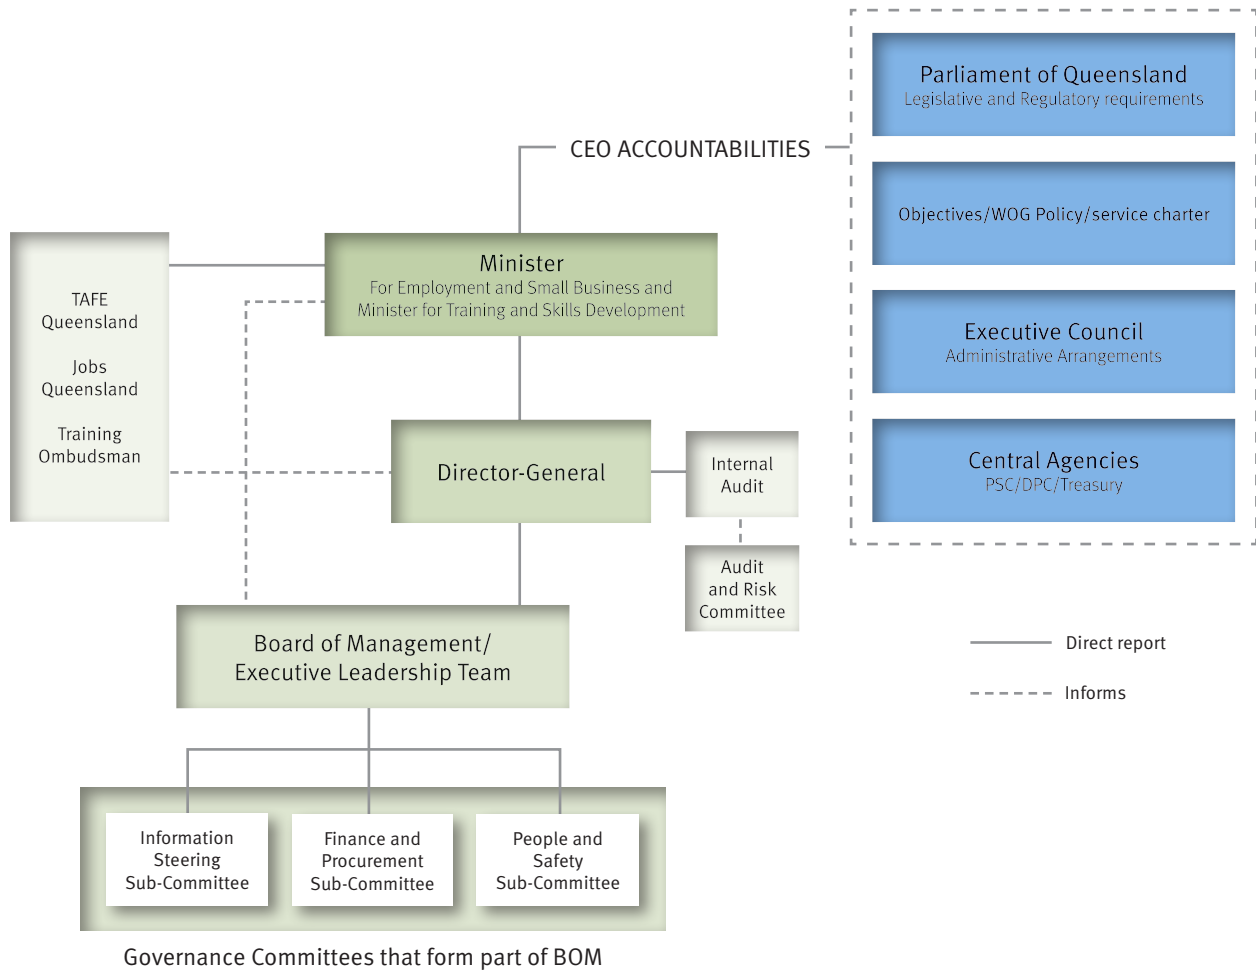 Parliament of Queensland
Legislative and Regulatory requirements
CEO ACCOUNTABILITIES
Objectives/WOG Policy/service charter
Minister
For Employment and Small Business and
Minister for Training and Skills Development
TAFE
Queensland
Jobs
Queensland
Training
Ombudsman
Executive Council
Administrative Arrangements
Director-General
Internal
Audit
Central Agencies
PSC/DPC/Treasury
Audit
and Risk
Committee
Board of Management/
Executive Leadership Team
Direct report
Informs
Information
Steering
Sub-Committee
Finance and
Procurement
Sub-Committee
People and
Safety
Sub-Committee
Governance Committees that form part of BOM